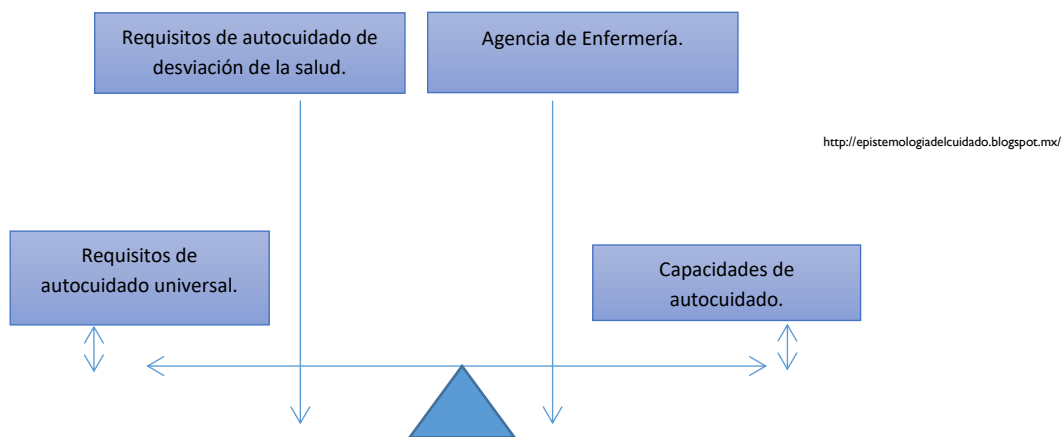 Requisitos de autocuidado de
desviación de la salud.
Agencia de Enfermería.
http://epistemologiadelcuidado.blogspot.mx/
Requisitos de
autocuidado universal.
Capacidades de
autocuidado.